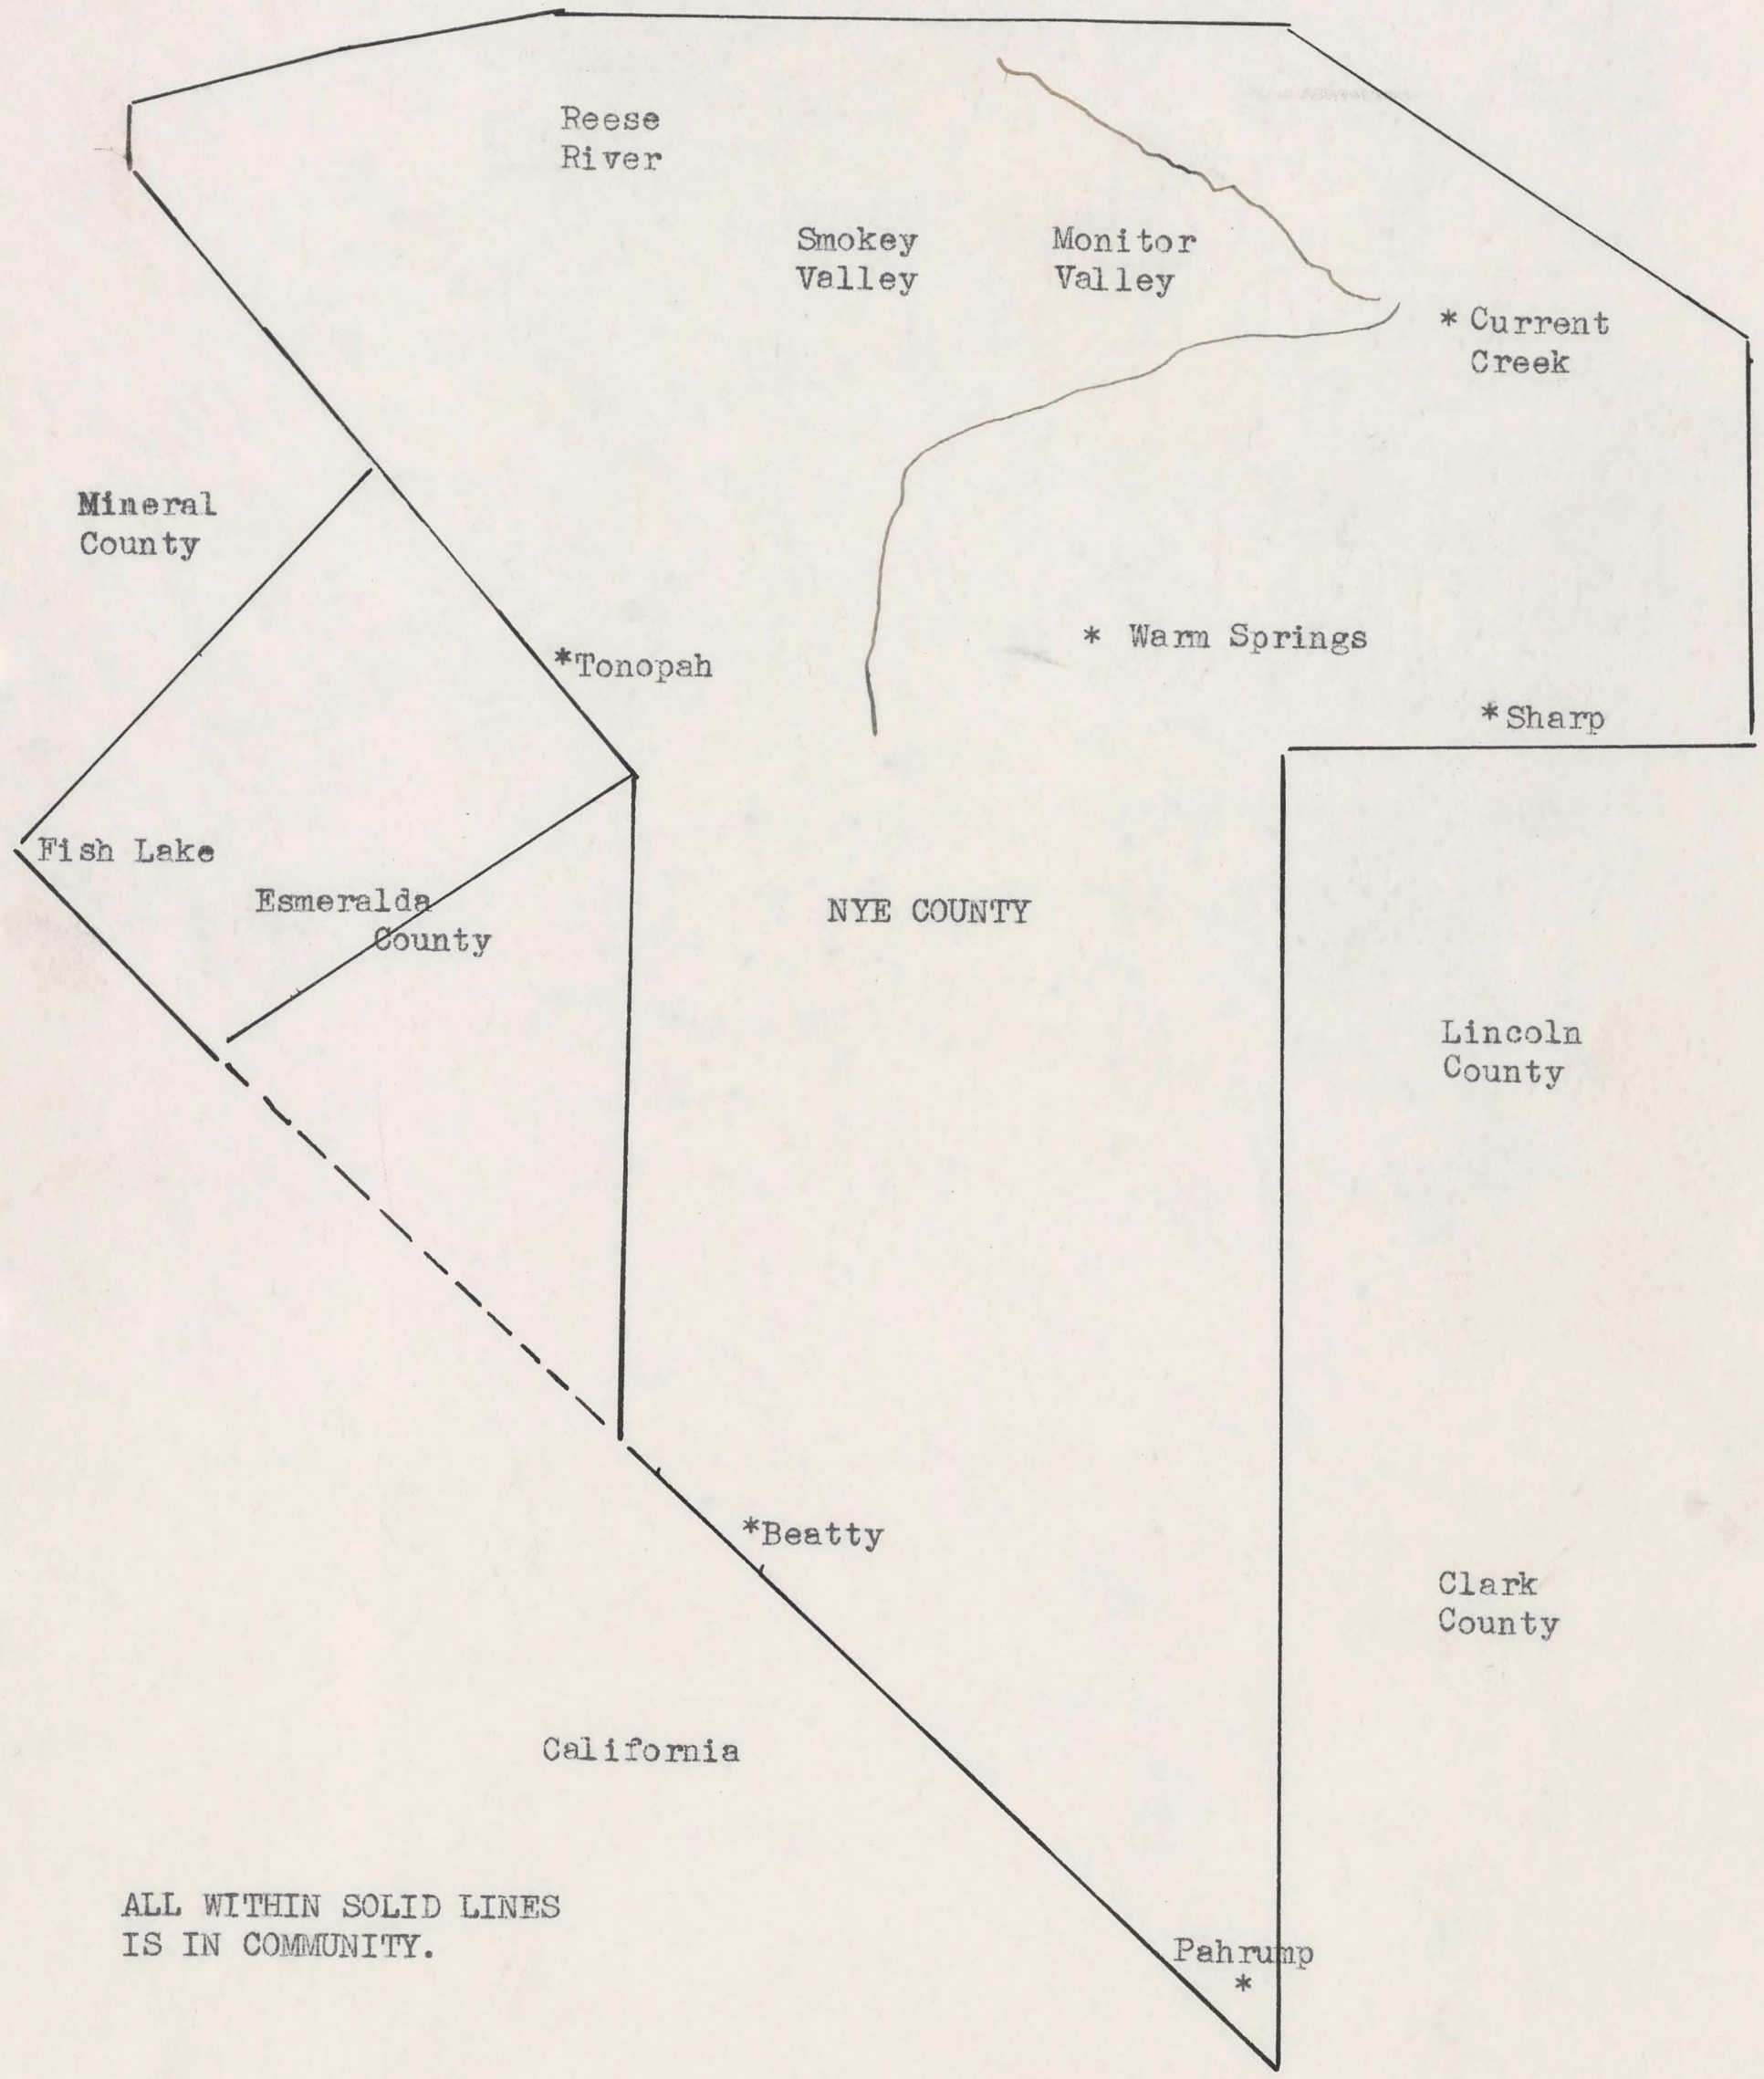 Reese
River
Smokey
Valley
Monitor
Valley
* Current
Creek
Mineral
County
*Tonopah
* Warm Springs
*Sharp
Fish Lake
Esmeralda
County
NYE COUNTY
Lincoln
County
*Beatty
Clark
County
California
ALL WITHIN SOLID LINES
IS IN COMMUNITY.
Pahrump
*